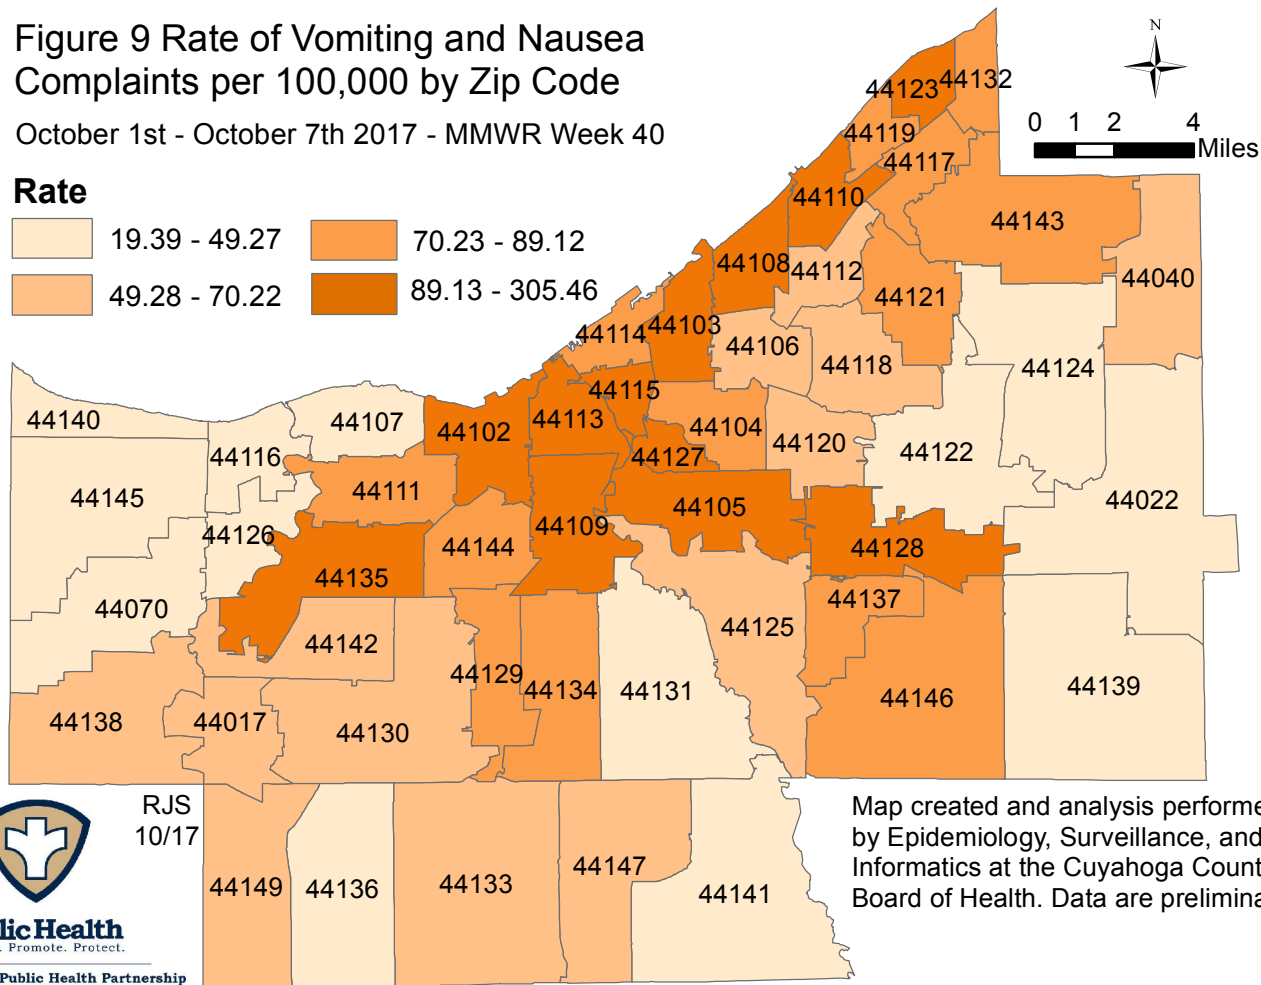 Figure 9 Rate of Vomiting and Nausea
Complaints per 100,000 by Zip Code
October 1st - October 7th 2017 - MMWR Week 40
Rate
19.39 - 49.27
70.23 - 89.12
49.28 - 70.22
89.13 - 305.46
N
0 1 2 4
Miles
44123
44132
44119
44117
44110
44143
44108
44112
44040
44121
44114
44103
44106
44118
44124
44115
44140
44107
44102
44113
44104
44120
44122
44116
44127
44145
44111
44022
44105
44126
44109
44144
44128
44135
44070
44137
44125
44142
44129
44134
44131
44139
44146
44138
44017
44130
RJS
10/17
44149
44136
44133
44147
44141
Map created and analysis performe
by Epidemiology, Surveillance, and
Informatics at the Cuyahoga Count
Board of Health. Data are prelimina
lic Health
. Promote. Protect.
Public Health Partnership